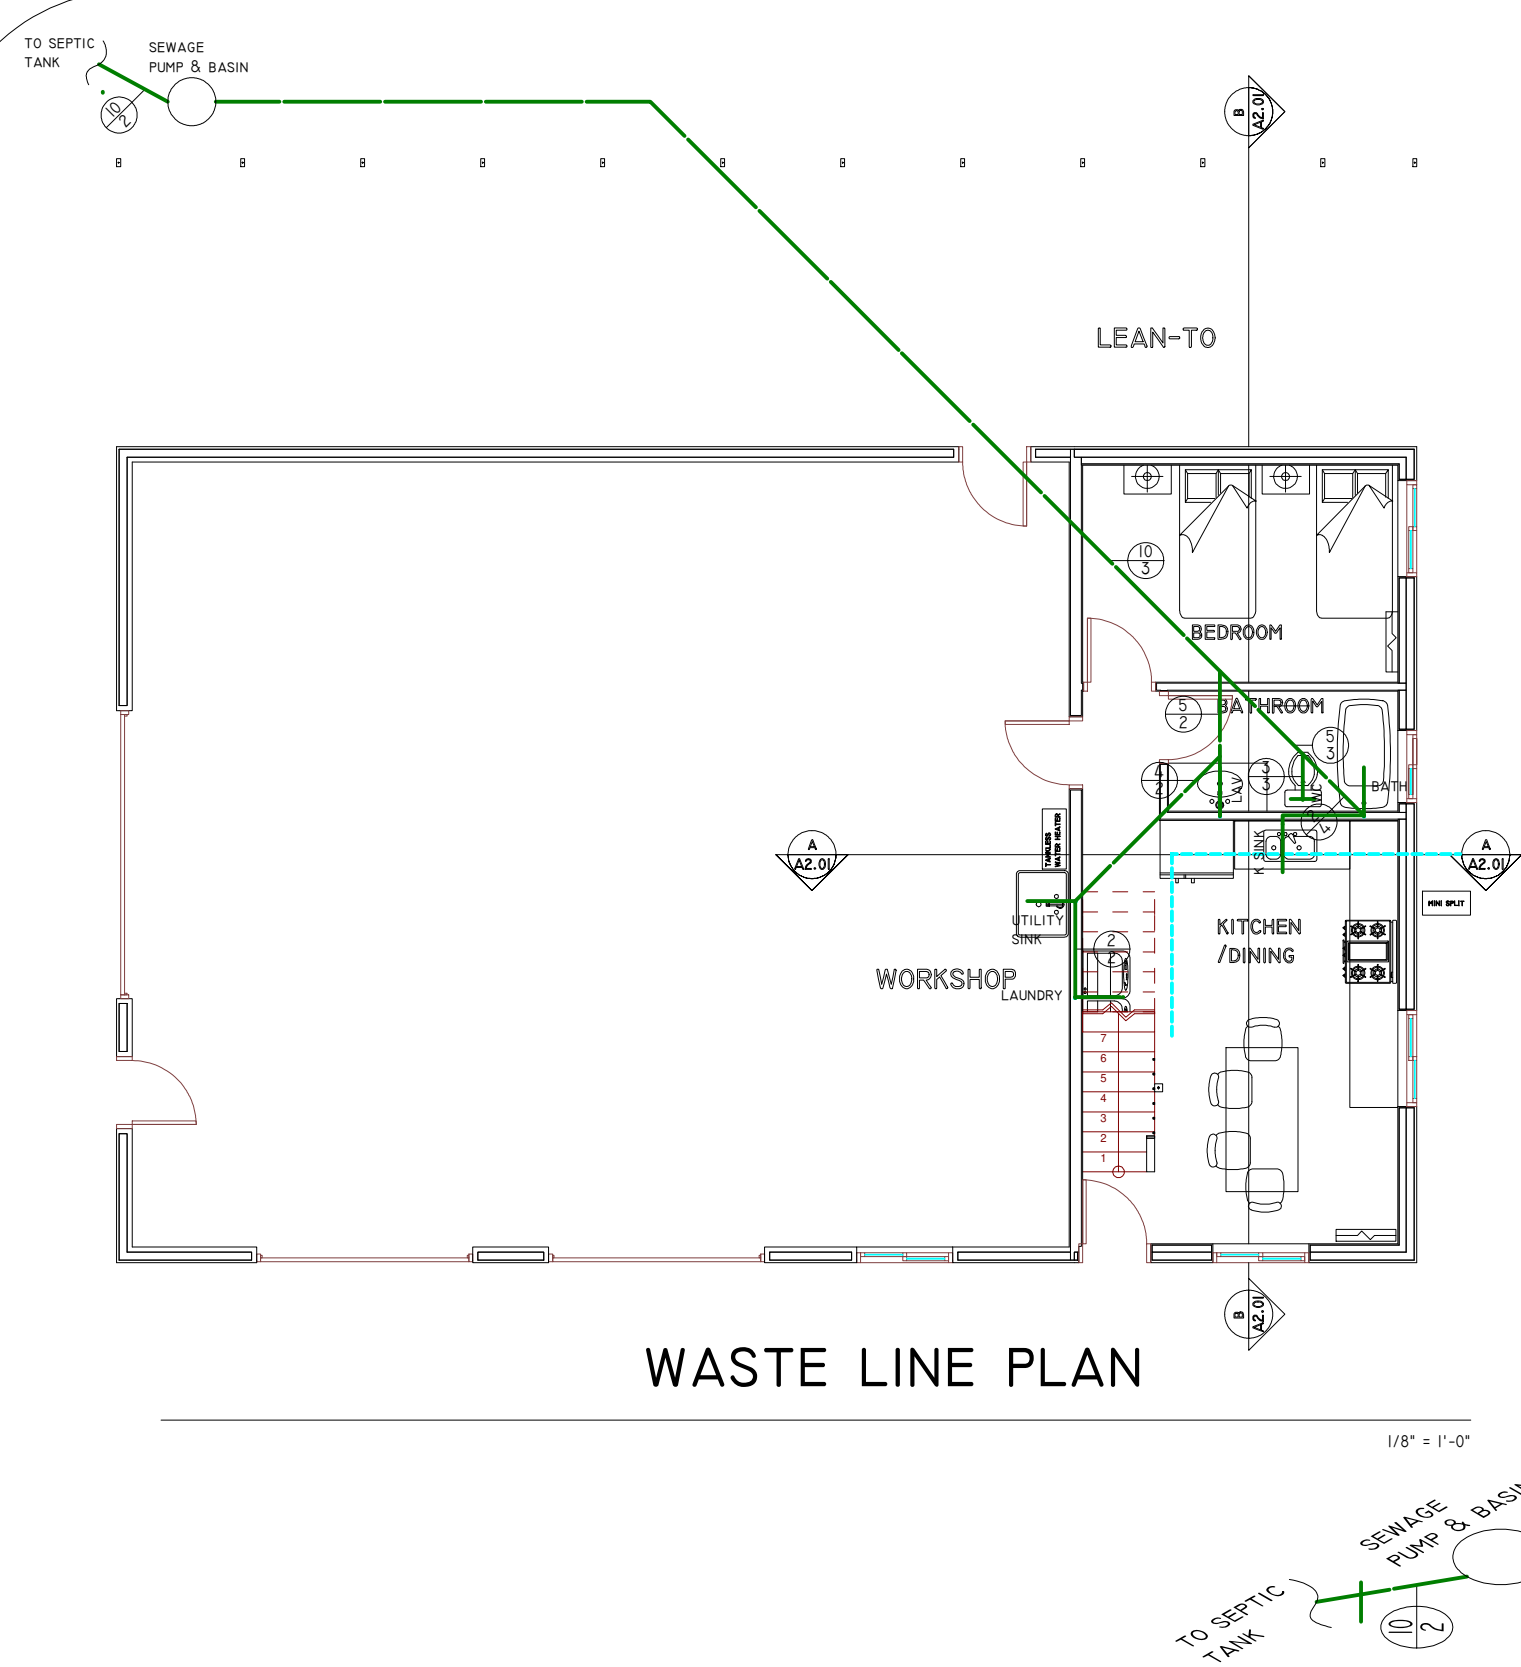 TO SEPTIC
TANK
SEWAGE
PUMP & BASIN
10
2
B
A2.01
LEAN-TO
10
3
BEDROOM
5
2
BATHROOM
5
3
4
2
3
3
LAV
WC
BATH
4
K SINK
TANKLESS
WATER HEATER
A
A2.01
A
A2.01
MINI SPLIT
UTILITY
SINK
2
2
KITCHEN
/DINING
WORKSHOP
LAUNDRY
7
6
5
4
3
2
1
B
A2.01
WASTE LINE PLAN
1/8" = 1'-0"
SEWAGE
PUMP & BASIN
TO SEPTIC
TANK
10
2